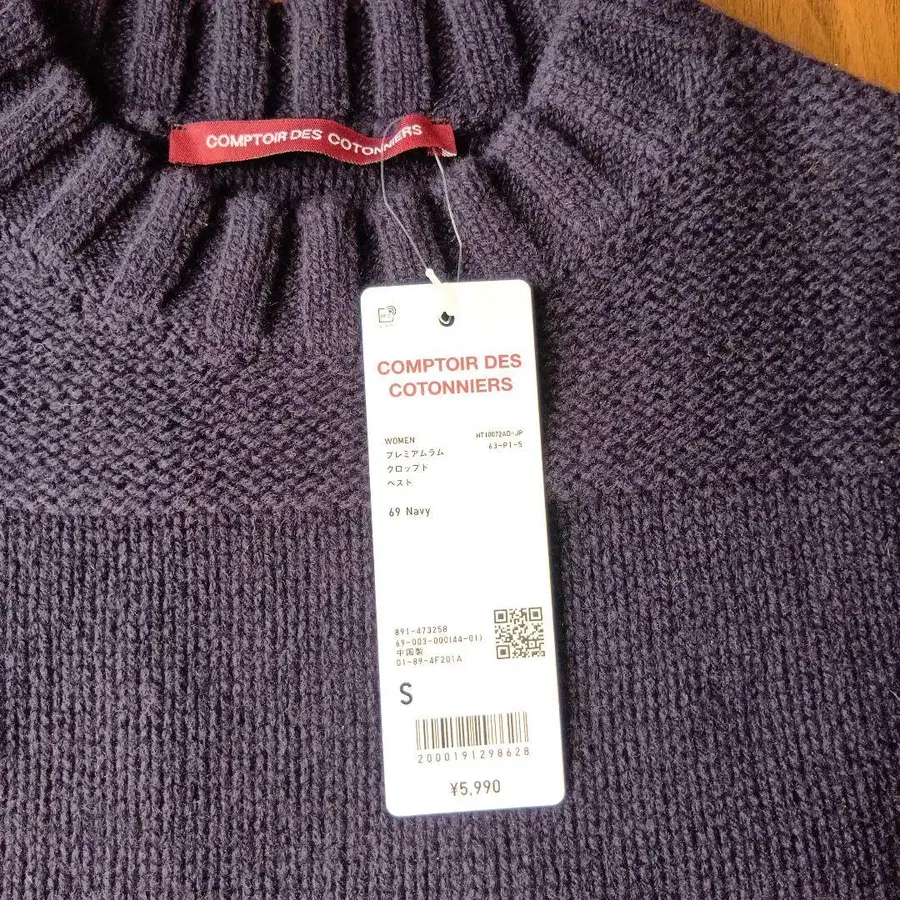 COMPTOIR DES COTONNIERS
COMPTOIR DES
COTONNIERS
WOMEN HT10072AD-JP
プレミアムラム 63-P1-5
クロップド
ベスト
69 Navy
891-473258
69-003-000(44-01)
中国製
01-89-4F201A
S
2000191298628
¥5,990